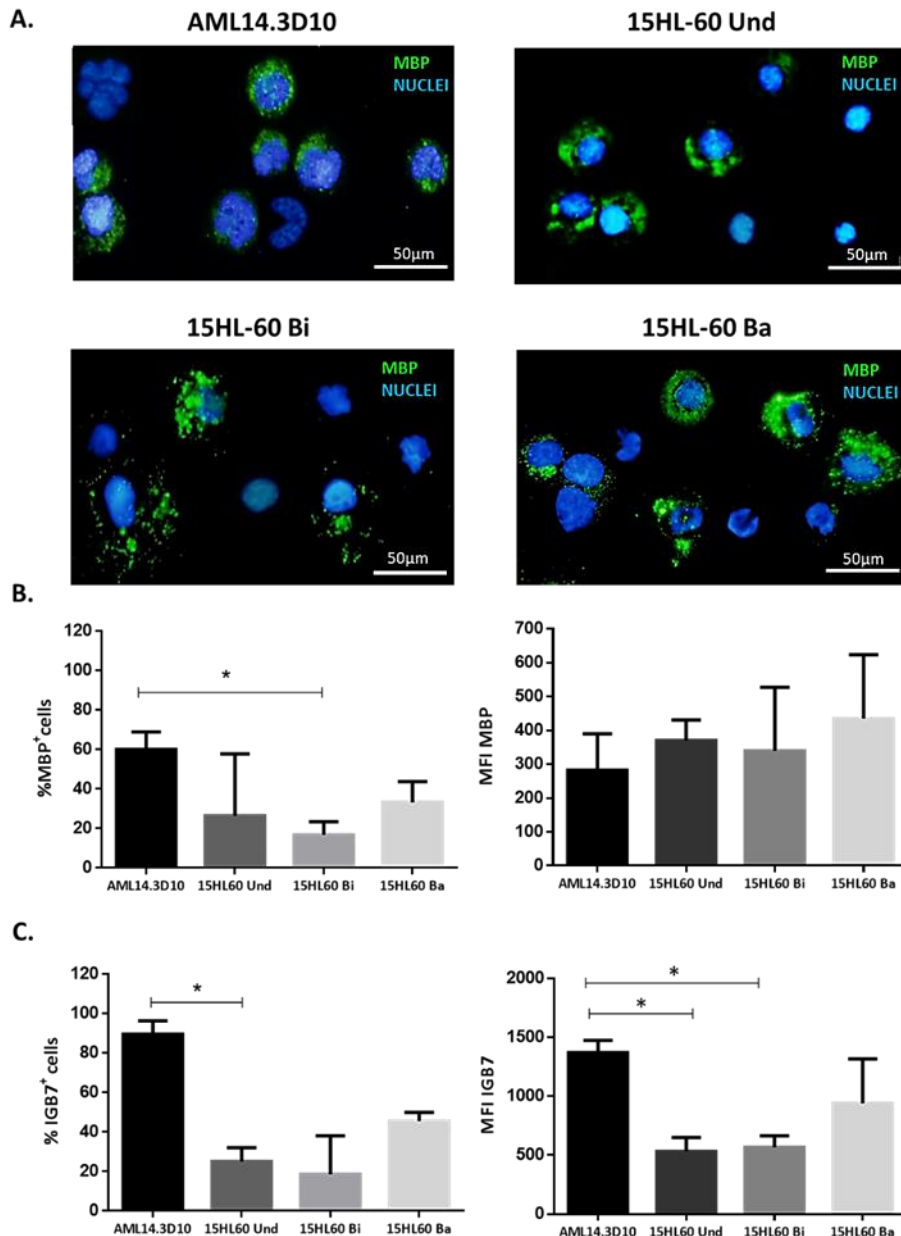 A.
AML14.3D10
15HL-60 Und
MBP
NUCLEI
50µm
MBP
NUCLEI
50µm
15HL-60 Bi
15HL-60 Ba
MBP
NUCLEI
50µm
MBP
NUCLEI
50µm
B.
%MBP⁺cells
120
100
80
60
40
20
0
*
AML14.3D10 15HL60 Und 15HL60 Bi 15HL60 Ba
MFI MBP
700
600
500
400
300
200
100
0
AML14.3D10 15HL60 Und 15HL60 Bi 15HL60 Ba
C.
% IGB7⁺ cells
120
100
80
60
40
20
0
*
AML14.3D10 15HL60 Und 15HL60 Bi 15HL60 Ba
MFI IGB7
2000
1500
1000
500
0
*
*
AML14.3D10 15HL60 Und 15HL60 Bi 15HL60 Ba